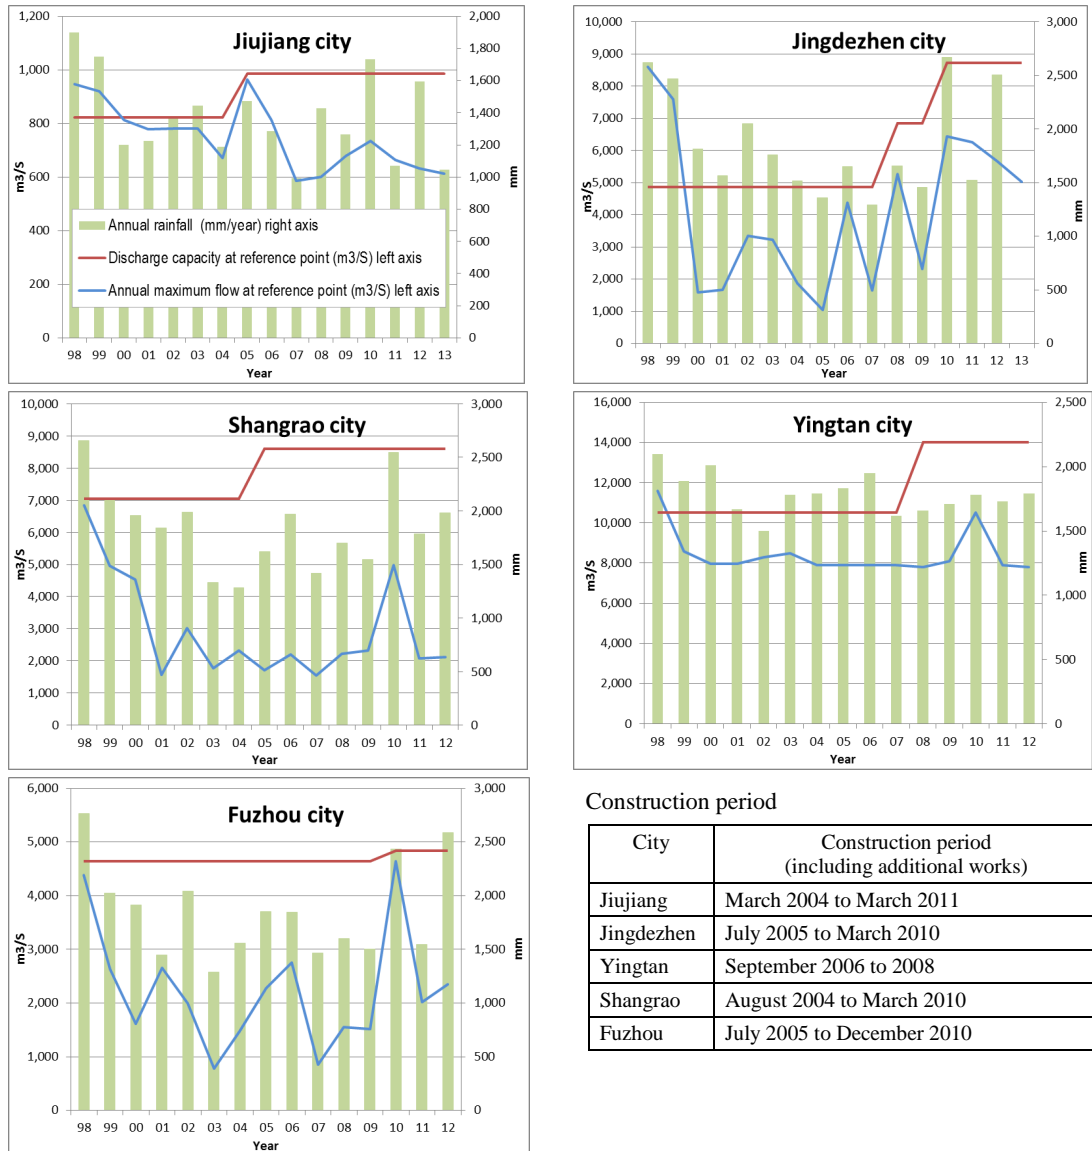 Jiujiang city
1,200
1,000
800
600
400
200
0
m3/S
2,000
1,800
1,600
1,400
1,200
1,000
800
600
400
200
0
mm
Annual rainfall (mm/year) right axis
Discharge capacity at reference point (m3/S) left axis
Annual maximum flow at reference point (m3/S) left axis
98 99 00 01 02 03 04 05 06 07 08 09 10 11 12 13
Year
Jingdezhen city
10,000
9,000
8,000
7,000
6,000
5,000
4,000
3,000
2,000
1,000
0
m3/S
3,000
2,500
2,000
1,500
1,000
500
0
mm
98 99 00 01 02 03 04 05 06 07 08 09 10 11 12 13
Year
Shangrao city
10,000
9,000
8,000
7,000
6,000
5,000
4,000
3,000
2,000
1,000
0
m3/S
3,000
2,500
2,000
1,500
1,000
500
0
mm
98 99 00 01 02 03 04 05 06 07 08 09 10 11 12
Year
Yingtan city
16,000
14,000
12,000
10,000
8,000
6,000
4,000
2,000
0
m3/S
2,500
2,000
1,500
1,000
500
0
mm
98 99 00 01 02 03 04 05 06 07 08 09 10 11 12
Year
Fuzhou city
6,000
5,000
4,000
3,000
2,000
1,000
0
m3/S
3,000
2,500
2,000
1,500
1,000
500
0
mm
98 99 00 01 02 03 04 05 06 07 08 09 10 11 12
Year
Construction period
City Construction period
(including additional works)
Jiujiang March 2004 to March 2011
Jingdezhen July 2005 to March 2010
Yingtan September 2006 to 2008
Shangrao August 2004 to March 2010
Fuzhou July 2005 to December 2010